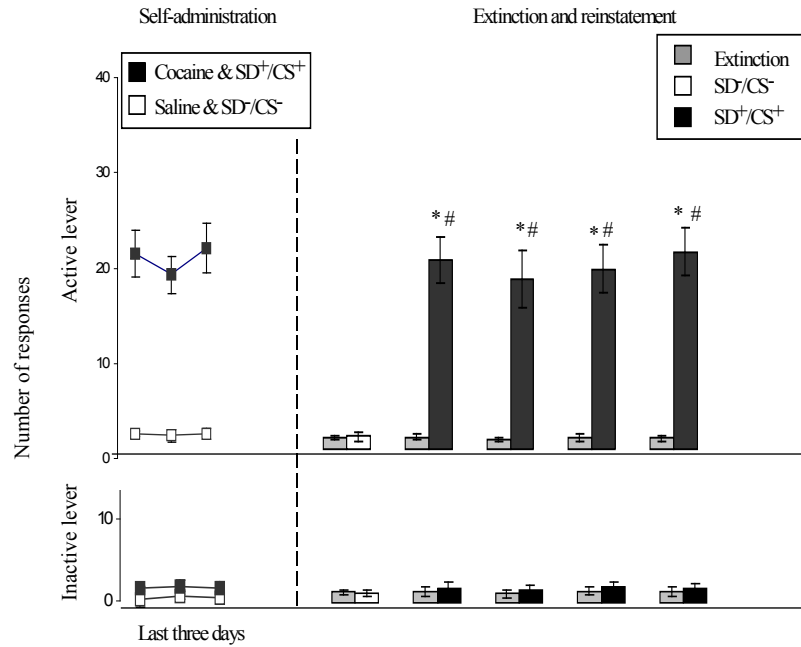 Self-administration
Extinction and reinstatement
Cocaine & SD⁺/CS⁺
Saline & SD⁻/CS⁻
Extinction
SD⁻/CS⁻
SD⁺/CS⁺
Number of responses
Active lever
40
30
20
10
0
*# *# *# *#
Inactive lever
10
0
Last three days